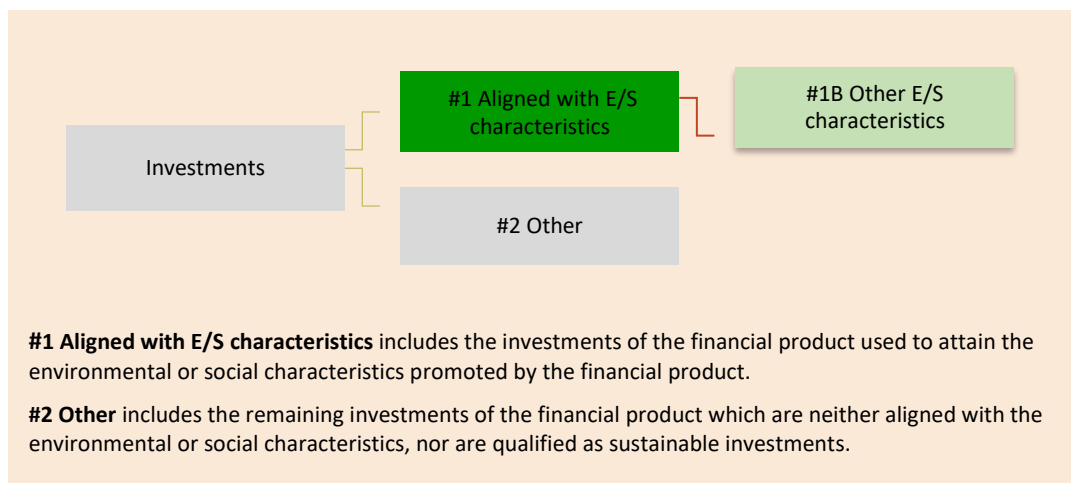 #1 Aligned with E/S
characteristics
#1B Other E/S
characteristics
Investments
#2 Other
#1 Aligned with E/S characteristics includes the investments of the financial product used to attain the
environmental or social characteristics promoted by the financial product.
#2 Other includes the remaining investments of the financial product which are neither aligned with the
environmental or social characteristics, nor are qualified as sustainable investments.